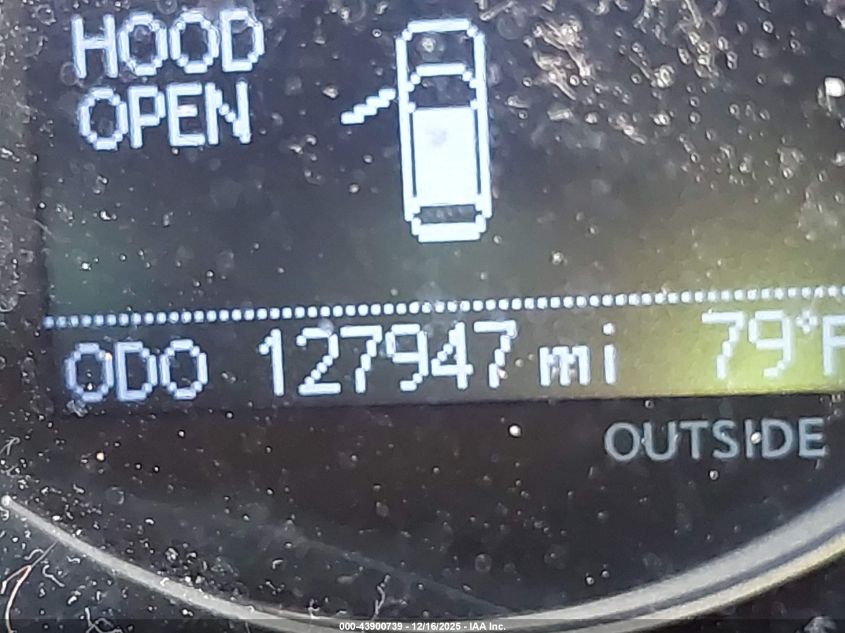 HOOD
OPEN
ODO 127947 mi 79°F
OUTSIDE
000-43900739 - 12/16/2025 - IAA Inc.